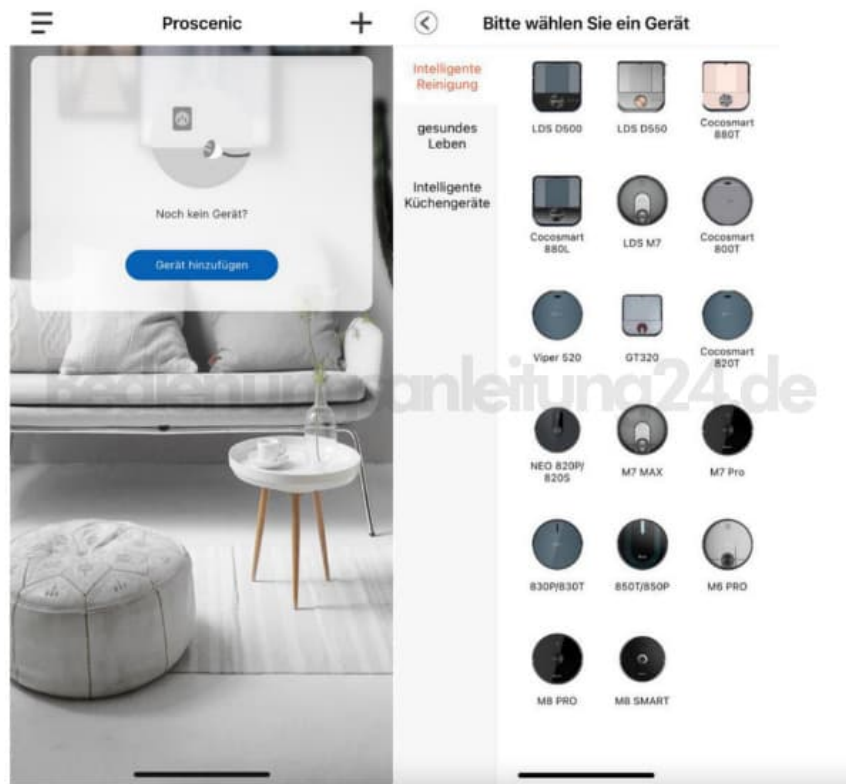 Proscenic
Noch kein Gerät?
Gerät hinzufügen
Bitte wählen Sie ein Gerät
Intelligente
Reinigung
gesundes
Leben
Intelligente
Küchengeräte
LDS D500
LDS D550
Cocosmart
880T
Cocosmart
880L
LDS M7
Cocosmart
800T
Viper S20
GT320
Cocosmart
820T
NEO 820P/
820S
M7 MAX
M7 Pro
830P/830T
850T/850P
M6 PRO
M8 PRO
M8 SMART
Bedienungsanleitung24.de